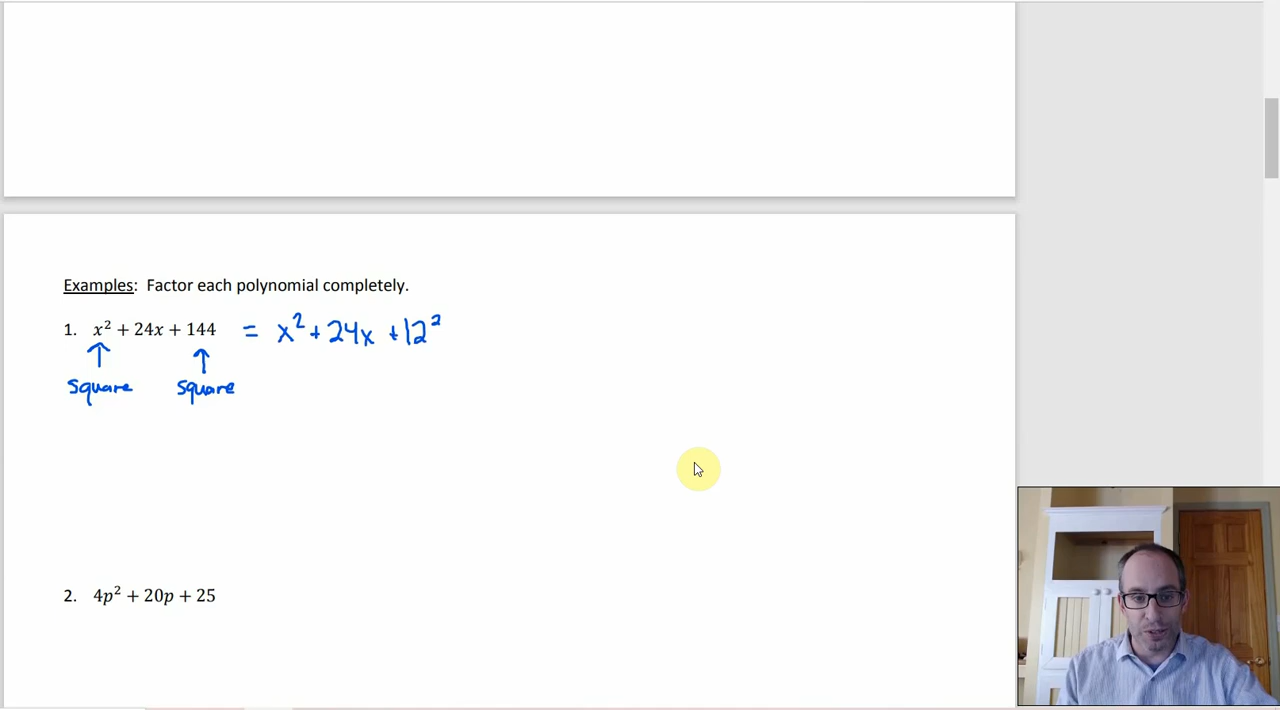 Examples: Factor each polynomial completely.
1. x² + 24x + 144 = x² + 24x + 12²
↑ ↑
Square Square
2. 4p² + 20p + 25